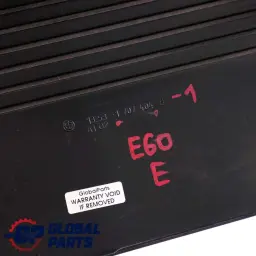 -1
E60
E
GlobalParts
WARRANTY VOID
IF REMOVED
GLOBAL
PARTS